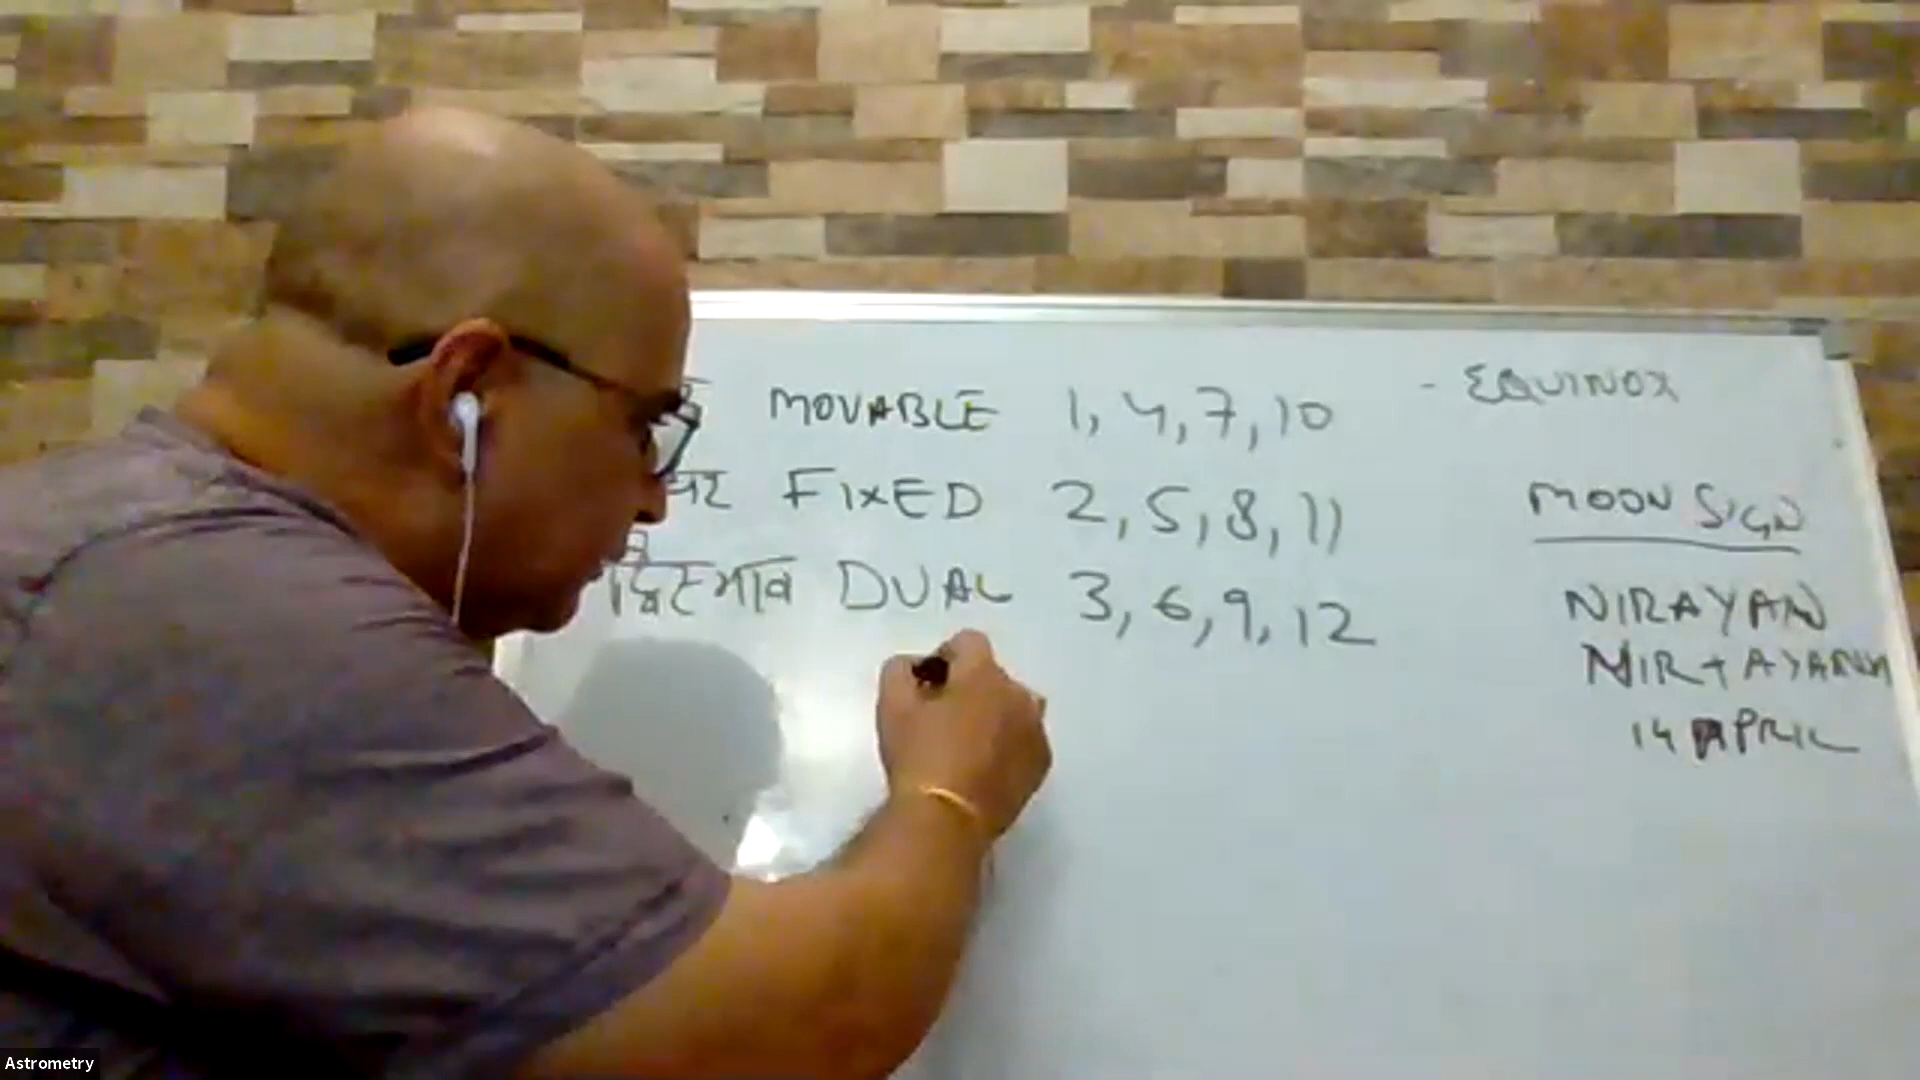 MOVABLE 1, 4, 7, 10
FIXED 2, 5, 8, 11
DUAL 3, 6, 9, 12
- EQUINOX
MOON SIGN
NIRAYAN
NIR + AYANN
14 APRIL
Astrometry